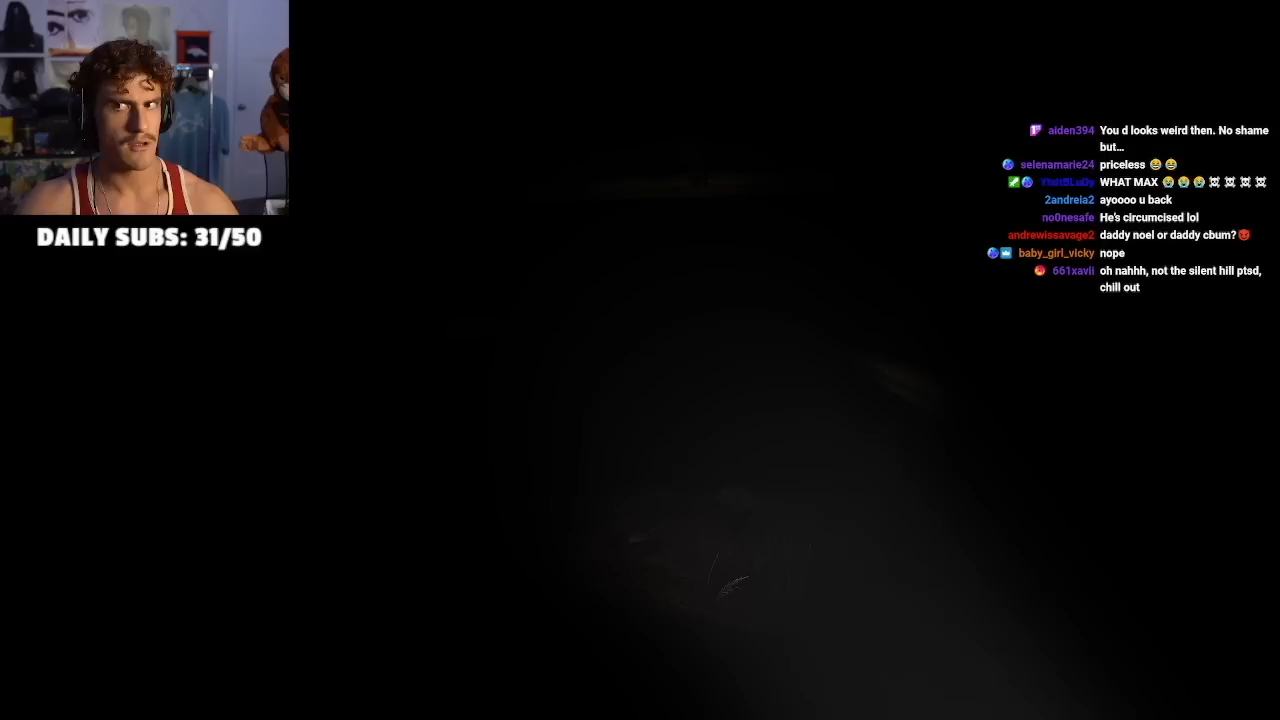 aiden394 You d looks weird then. No shame
but...
selenamarie24 priceless 😆 😆
WHAT MAX 😭 😭 😭 ☠ ☠ ☠ ☠
2andreia2 ayoooo u back
no0nesafe He's circumcised lol
DAILY SUBS: 31/50
andrewissavage2 daddy noel or daddy cbum? 😈
baby_girl_vicky nope
661xavii oh nahhh, not the silent hill ptsd,
chill out